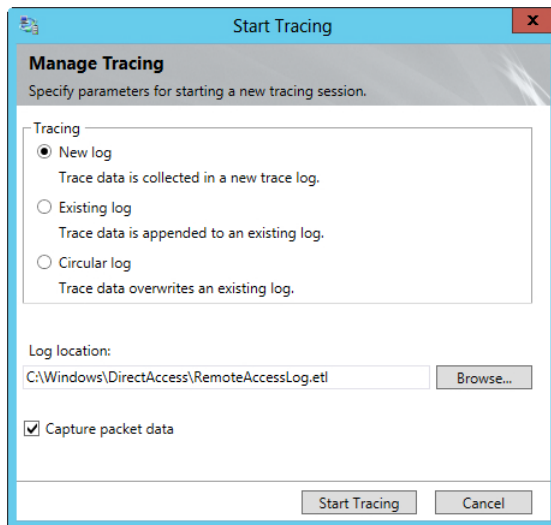 Start Tracing
x
Manage Tracing
Specify parameters for starting a new tracing session.
Tracing
New log
Trace data is collected in a new trace log.
Existing log
Trace data is appended to an existing log.
Circular log
Trace data overwrites an existing log.
Log location:
C:\Windows\DirectAccess\RemoteAccessLog.etl Browse...
Capture packet data
Start Tracing Cancel